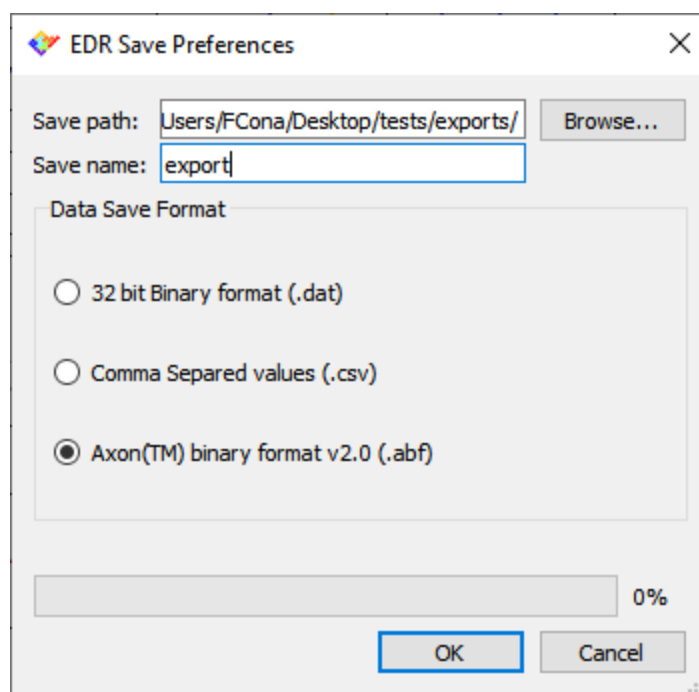 EDR Save Preferences
Save path: Users/FCona/Desktop/tests/exports/ Browse...
Save name: export
Data Save Format
32 bit Binary format (.dat)
Comma Separed values (.csv)
Axon(TM) binary format v2.0 (.abf)
0%
OK Cancel